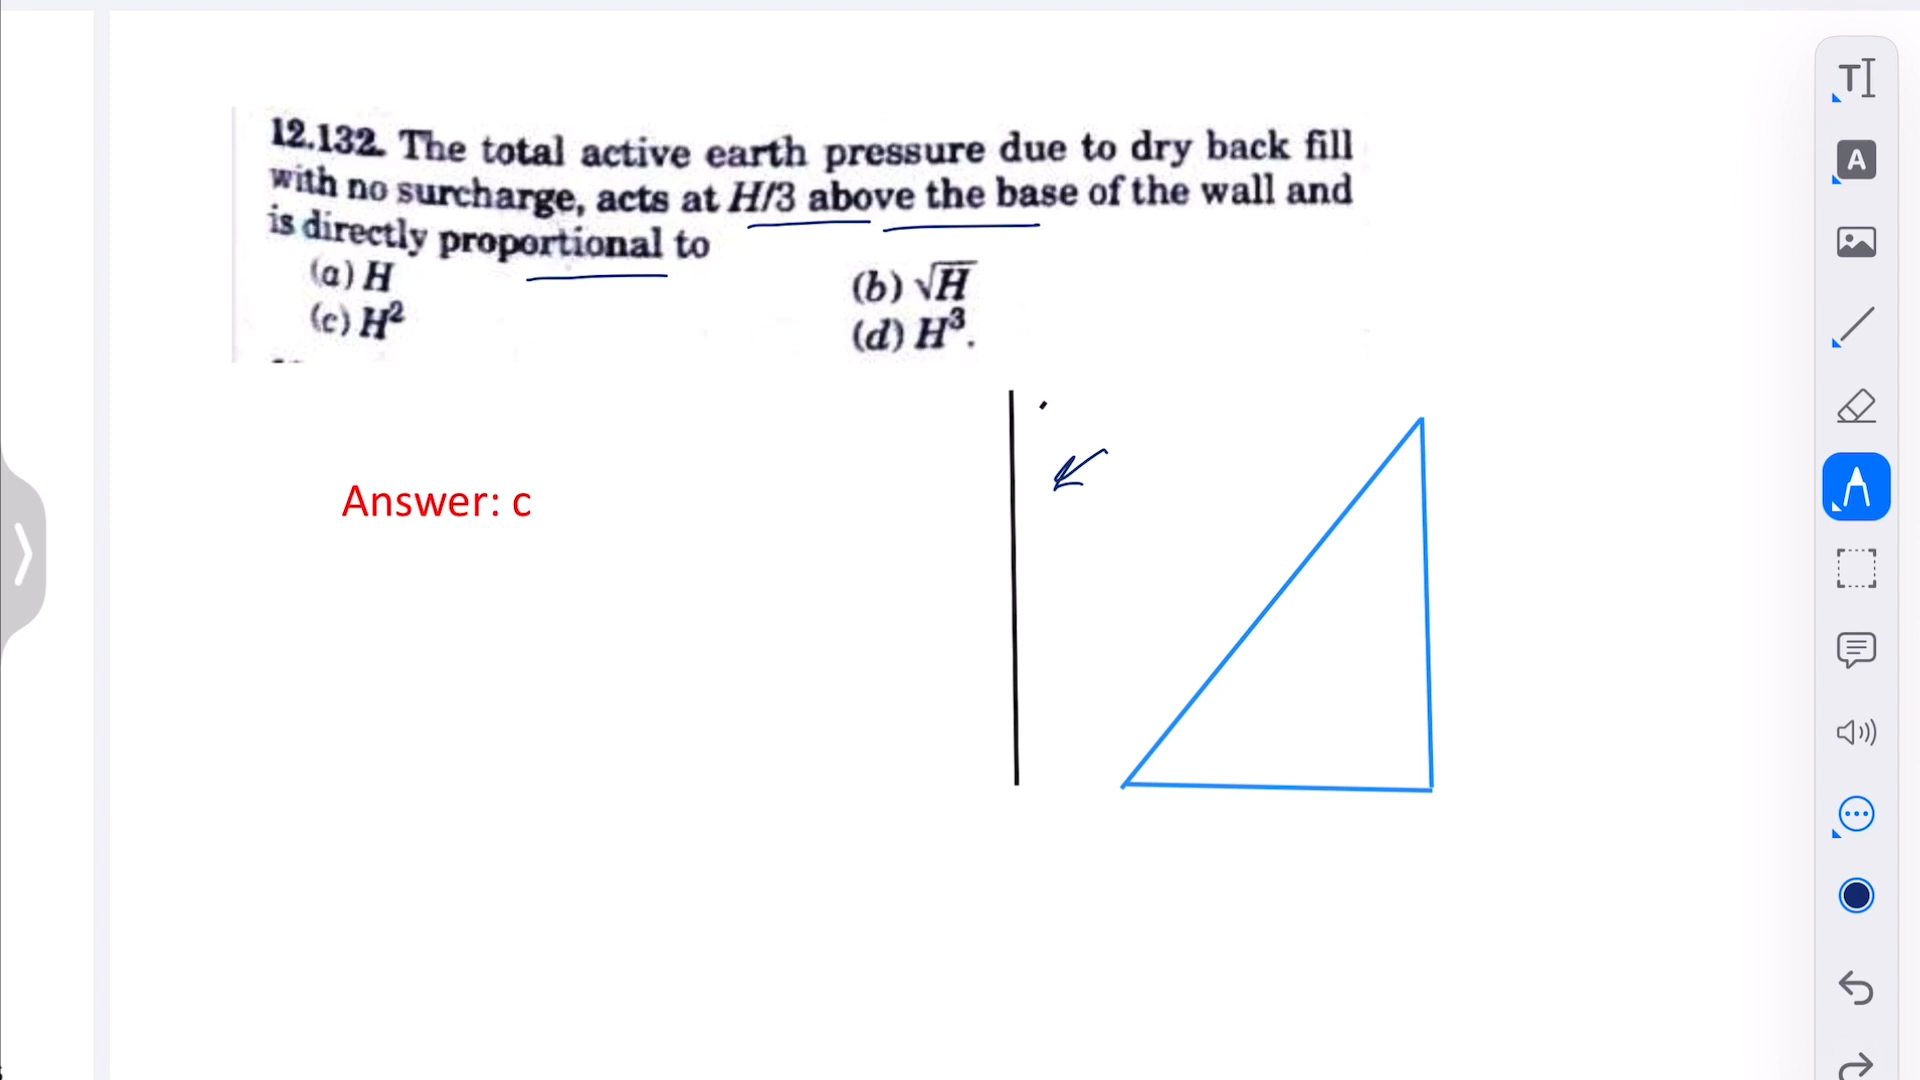 12.132. The total active earth pressure due to dry back fill
with no surcharge, acts at H/3 above the base of the wall and
is directly proportional to
(a) H (b) √H
(c) H² (d) H³.
Answer: c